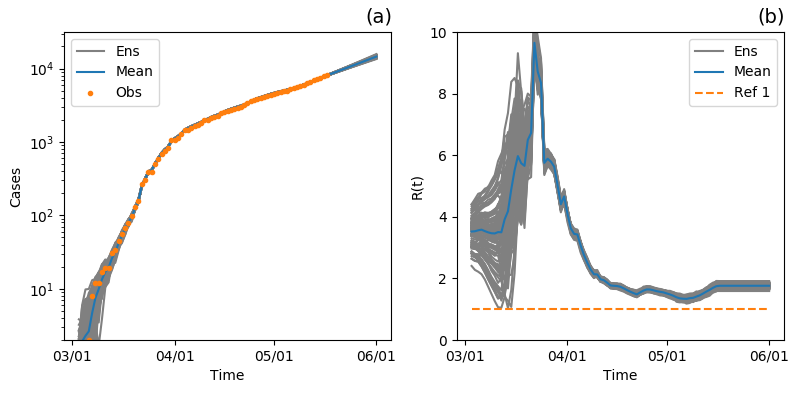 (a)
Ens
Mean
Obs
10⁴
10³
10²
10¹
Cases
03/01
04/01
05/01
06/01
Time
(b)
Ens
Mean
Ref 1
10
8
6
4
2
0
R(t)
03/01
04/01
05/01
06/01
Time